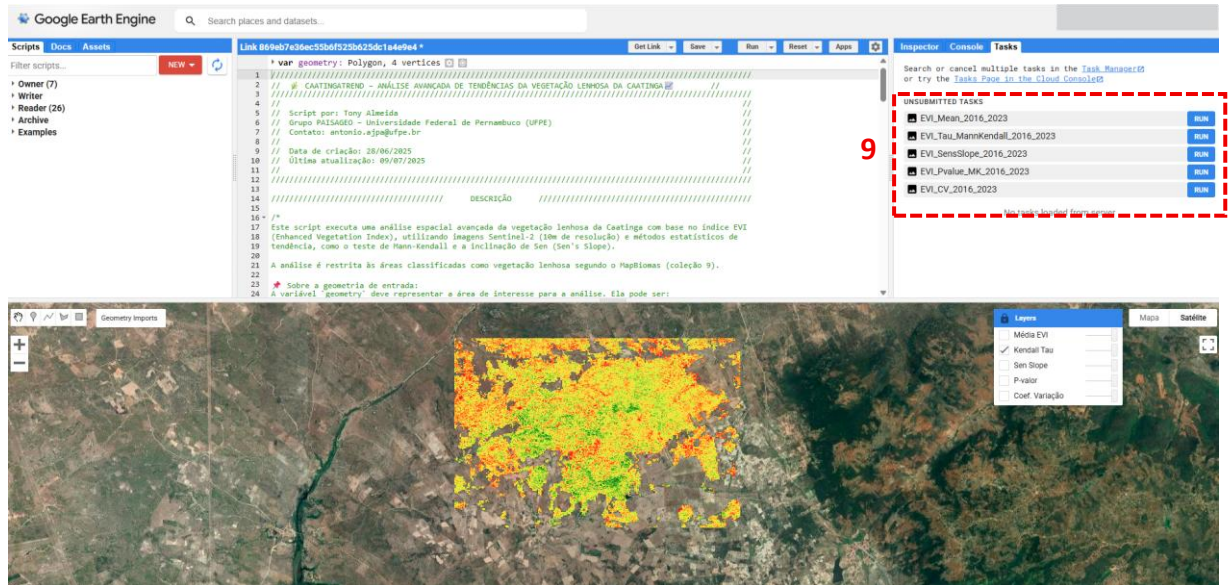 Google Earth Engine
Search places and datasets...
Scripts Docs Assets
Filter scripts...
NEW
Owner (7)
Writer
Reader (26)
Archive
Examples
Link 869eb7e36ec55b6f525b625dc1a4e9e4 *
Get Link
Save
Run
Reset
Apps
var geometry: Polygon, 4 vertices
1 ////////////////////////////////////////////////////////////////////////////////////////////////////
2 // CAATINGATREND – ANÁLISE AVANÇADA DE TENDÊNCIAS DA VEGETAÇÃO LENHOSA DA CAATINGA //
3 ////////////////////////////////////////////////////////////////////////////////////////////////////
4 // //
5 // Script por: Tony Almeida //
6 // Grupo PAISAGEO – Universidade Federal de Pernambuco (UFPE) //
7 // Contato: antonio.ajpa@ufpe.br //
8 // //
9 // Data de criação: 28/06/2025 //
10 // Última atualização: 09/07/2025 //
11 // //
12 ////////////////////////////////////////////////////////////////////////////////////////////////////
13
14 ///////////////////////////////////// DESCRIÇÃO /////////////////////////////////////
15
16 /*
17 Este script executa uma análise espacial avançada da vegetação lenhosa da Caatinga com base no índice EVI
18 (Enhanced Vegetation Index), utilizando imagens Sentinel-2 (10m de resolução) e métodos estatísticos de
19 tendência, como o teste de Mann-Kendall e a inclinação de Sen (Sen's Slope).
20
21 A análise é restrita às áreas classificadas como vegetação lenhosa segundo o MapBiomas (coleção 9).
22
23 📌 Sobre a geometria de entrada:
24 A variável `geometry` deve representar a área de interesse para a análise. Ela pode ser:
Inspector Console Tasks
Search or cancel multiple tasks in the Task Manager
or try the Tasks Page in the Cloud Console
UNSUBMITTED TASKS
EVI_Mean_2016_2023 RUN
EVI_Tau_MannKendall_2016_2023 RUN
EVI_SensSlope_2016_2023 RUN
EVI_Pvalue_MK_2016_2023 RUN
EVI_CV_2016_2023 RUN
No tasks loaded from server
9
Geometry Imports
Layers
Média EVI
Kendall Tau
Sen Slope
P-valor
Coef. Variação
Mapa
Satélite